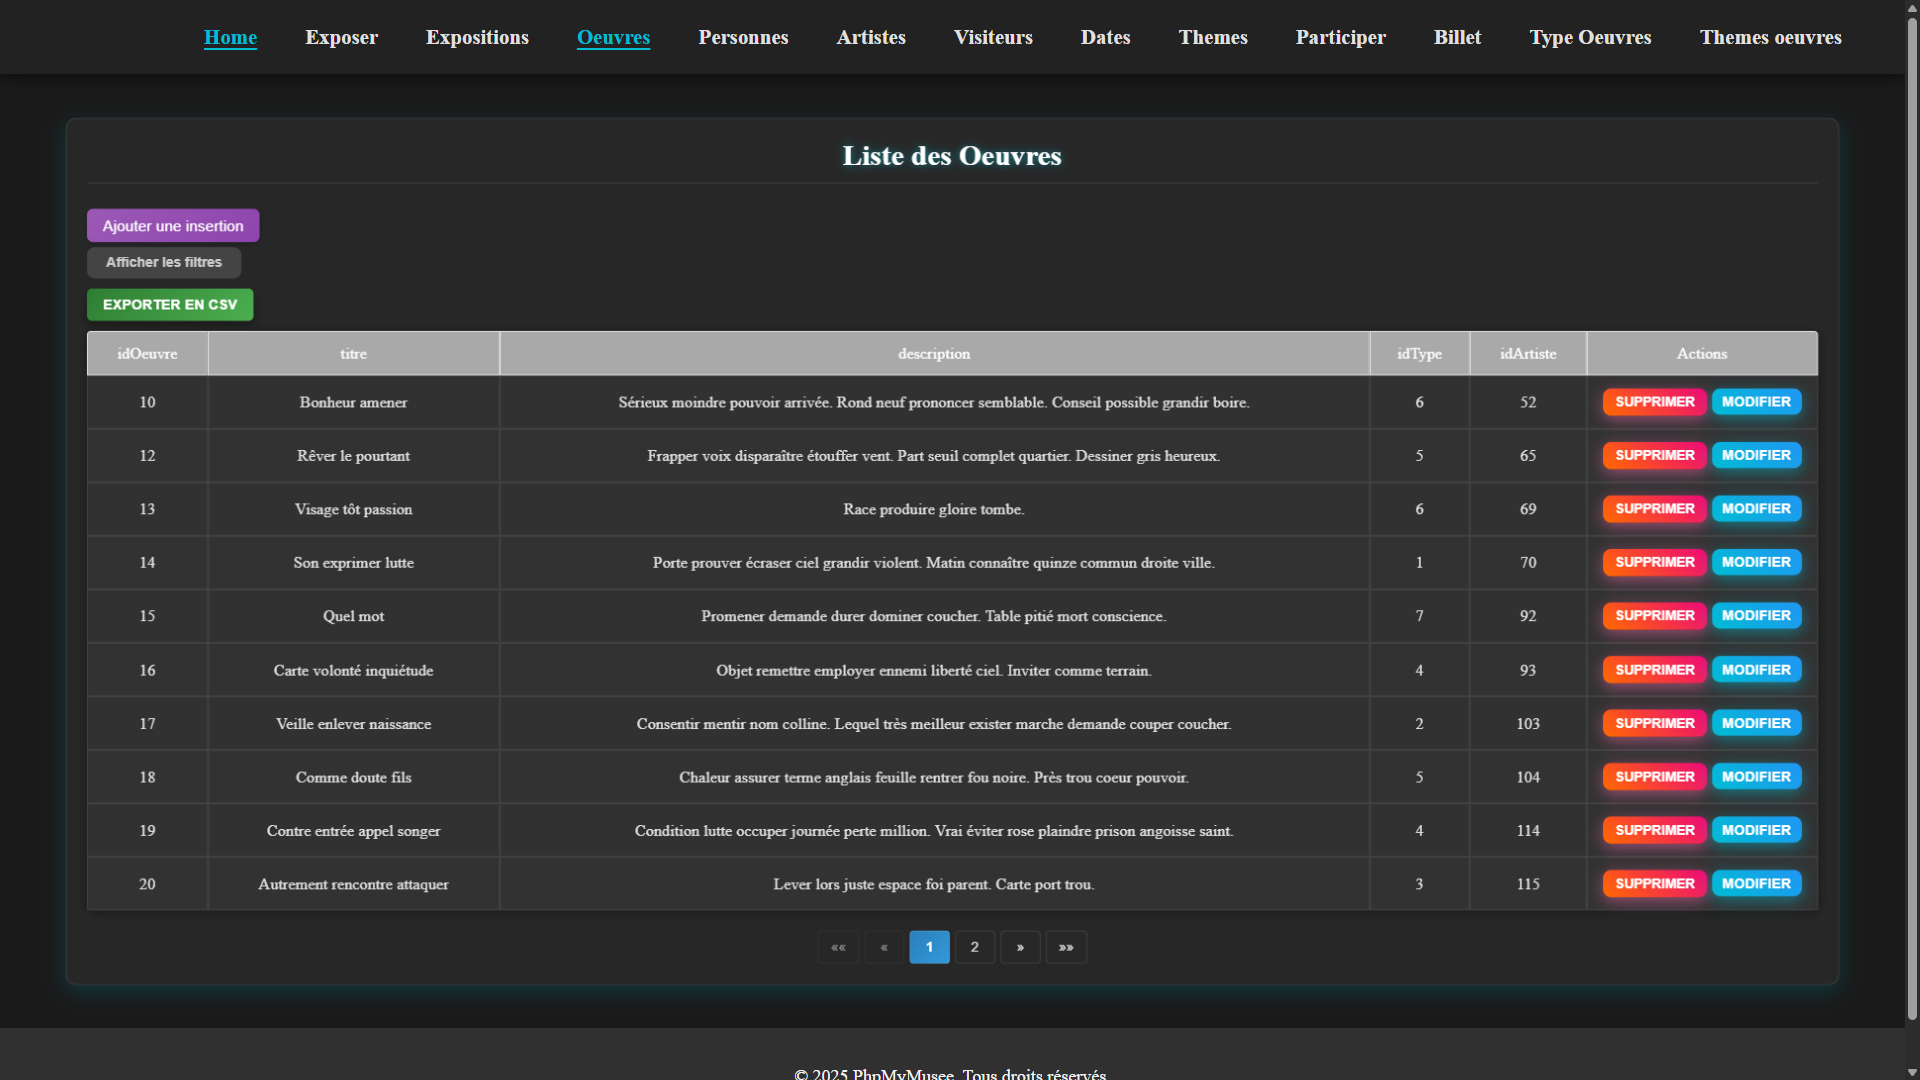 Home Exposer Expositions Oeuvres Personnes Artistes Visiteurs Dates Themes Participer Billet Type Oeuvres Themes oeuvres
Liste des Oeuvres
Ajouter une insertion
Afficher les filtres
EXPORTER EN CSV
idOeuvre titre description idType idArtiste Actions
10 Bonheur amener Sérieux moindre pouvoir arrivée. Rond neuf prononcer semblable. Conseil possible grandir boire. 6 52 SUPPRIMER MODIFIER
12 Rêver le pourtant Frapper voix disparaître étouffer vent. Part seuil complet quartier. Dessiner gris heureux. 5 65 SUPPRIMER MODIFIER
13 Visage tôt passion Race produire gloire tombe. 6 69 SUPPRIMER MODIFIER
14 Son exprimer lutte Porte prouver écraser ciel grandir violent. Matin connaître quinze commun droite ville. 1 70 SUPPRIMER MODIFIER
15 Quel mot Promener demande durer dominer coucher. Table pitié mort conscience. 7 92 SUPPRIMER MODIFIER
16 Carte volonté inquiétude Objet remettre employer ennemi liberté ciel. Inviter comme terrain. 4 93 SUPPRIMER MODIFIER
17 Veille enlever naissance Consentir mentir nom colline. Lequel très meilleur exister marche demande couper coucher. 2 103 SUPPRIMER MODIFIER
18 Comme doute fils Chaleur assurer terme anglais feuille rentrer fou noire. Près trou coeur pouvoir. 5 104 SUPPRIMER MODIFIER
19 Contre entrée appel songer Condition lutte occuper journée perte million. Vrai éviter rose plaindre prison angoisse saint. 4 114 SUPPRIMER MODIFIER
20 Autrement rencontre attaquer Lever lors juste espace foi parent. Carte port trou. 3 115 SUPPRIMER MODIFIER
«« « 1 2 » »»
© 2025 PhpMyMusee. Tous droits réservés